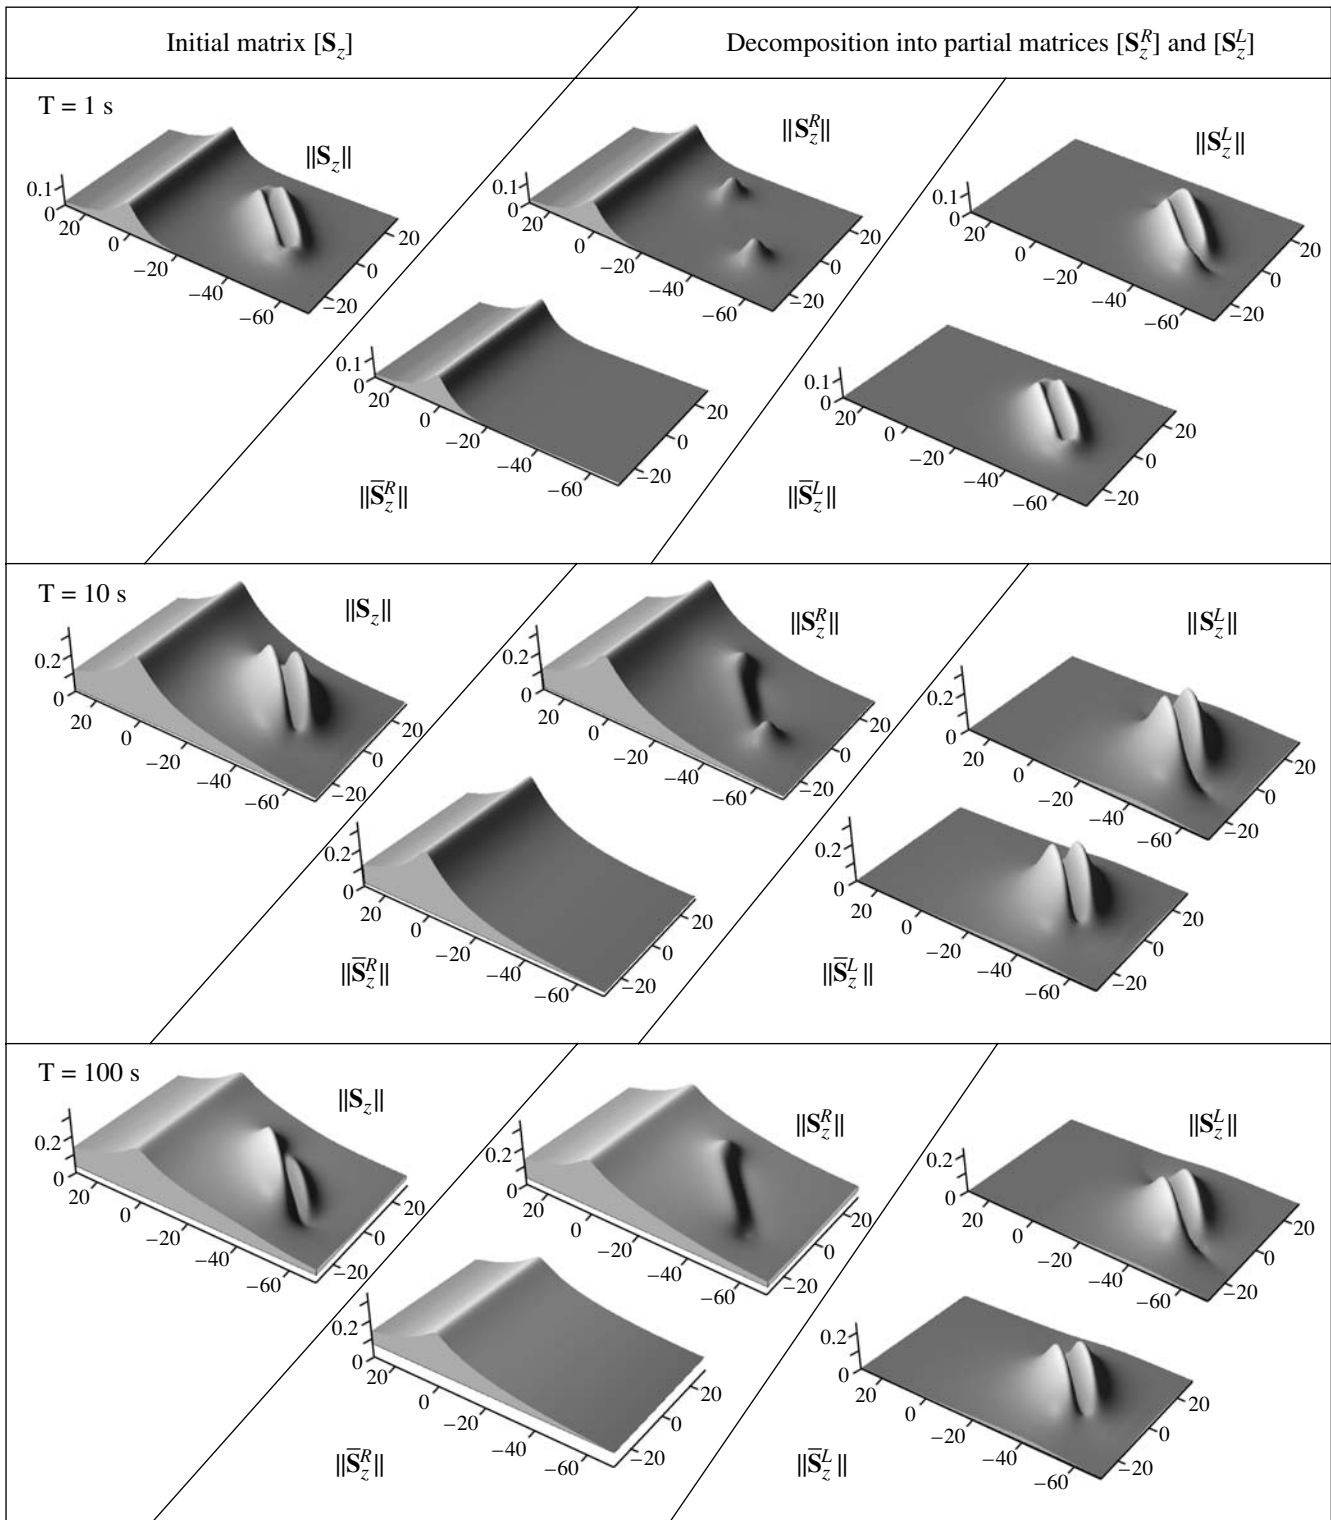 Initial matrix [S_z] Decomposition into partial matrices [S_z^R] and [S_z^L]
T = 1 s
||S_z|| ||S_z^R|| ||S_z^L||
0.1 0 20 0 −20 −40 −60 −20 0 20
0.1 0 20 0 −20 −40 −60 −20 0 20
0.1 0 20 0 −20 −40 −60 −20 0 20
0.1 0 20 0 −20 −40 −60 −20 0 20
0.1 0 20 0 −20 −40 −60 −20 0 20
||S̅_z^R|| ||S̅_z^L||
T = 10 s
||S_z|| ||S_z^R|| ||S_z^L||
0.2 0 20 0 −20 −40 −60 −20 0 20
0.2 0 20 0 −20 −40 −60 −20 0 20
0.2 0 20 0 −20 −40 −60 −20 0 20
0.2 0 20 0 −20 −40 −60 −20 0 20
0.2 0 20 0 −20 −40 −60 −20 0 20
||S̅_z^R|| ||S̅_z^L||
T = 100 s
||S_z|| ||S_z^R|| ||S_z^L||
0.2 0 20 0 −20 −40 −60 −20 0 20
0.2 0 20 0 −20 −40 −60 −20 0 20
0.2 0 20 0 −20 −40 −60 −20 0 20
0.2 0 20 0 −20 −40 −60 −20 0 20
0.2 0 20 0 −20 −40 −60 −20 0 20
||S̅_z^R|| ||S̅_z^L||